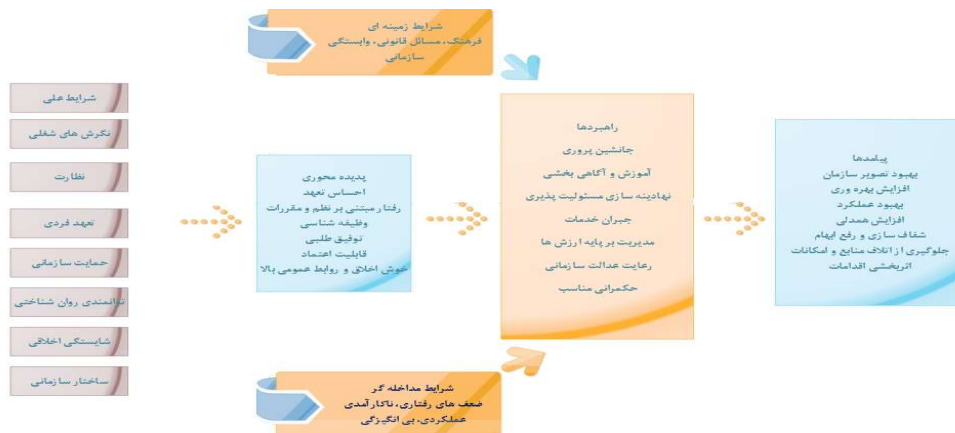 شرایط زمینه ای
فرهنگ، مسائل قانونی، وابستگی
سازمانی
شرایط علی
نگرش های شغلی
نظارت
تعهد فردی
حمایت سازمانی
توانمندی روان شناختی
شایستگی اخلاقی
ساختار سازمانی
پدیده محوری
احساس تعهد
رفتار مبتنی بر نظم و مقررات
وظیفه شناسی
توفیق طلبی
قابلیت اعتماد
خوش اخلاق و روابط عمومی بالا
راهبردها
جانشین پروری
آموزش و آگاهی بخشی
نهادینه سازی مسئولیت پذیری
جبران خدمات
مدیریت بر پایه ارزش ها
رعایت عدالت سازمانی
حکمرانی مناسب
پیامدها
بهبود تصویر سازمان
افزایش بهره وری
بهبود عملکرد
افزایش همدلی
شفاف سازی و رفع ابهام
جلوگیری از اتلاف منابع و امکانات
اثربخشی اقدامات
شرایط مداخله گر
ضعف های رفتاری، ناکارآمدی
عملکردی، بی انگیزگی